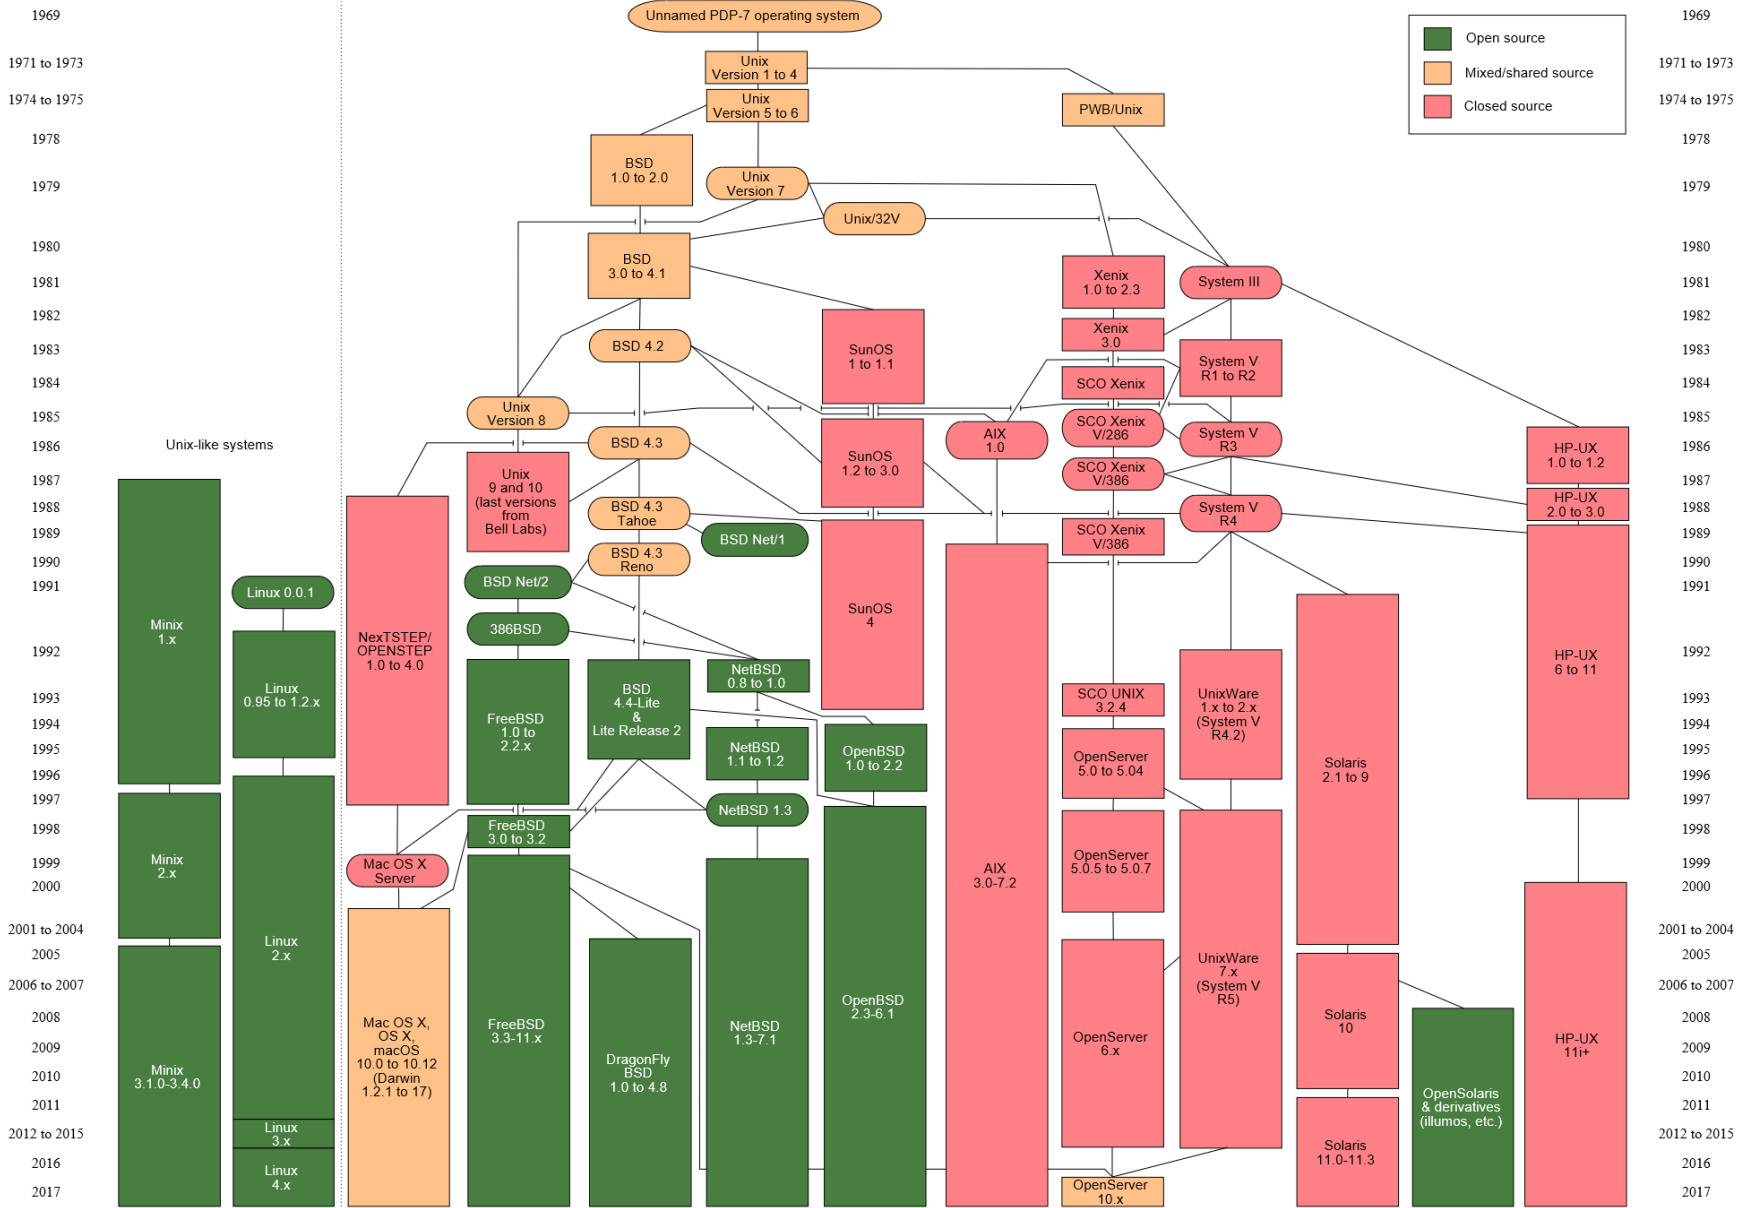 1969
1971 to 1973
1974 to 1975
1978
1979
1980
1981
1982
1983
1984
1985
1986
1987
1988
1989
1990
1991
1992
1993
1994
1995
1996
1997
1998
1999
2000
2001 to 2004
2005
2006 to 2007
2008
2009
2010
2011
2012 to 2015
2016
2017
Unix-like systems
Minix
1.x
Minix
2.x
Minix
3.1.0-3.4.0
Linux 0.0.1
Linux
0.95 to 1.2.x
Linux
2.x
Linux
3.x
Linux
4.x
Unnamed PDP-7 operating system
Unix
Version 1 to 4
Unix
Version 5 to 6
PWB/Unix
BSD
1.0 to 2.0
Unix
Version 7
Unix/32V
BSD
3.0 to 4.1
Xenix
1.0 to 2.3
System III
Xenix
3.0
BSD 4.2
SunOS
1 to 1.1
System V
R1 to R2
SCO Xenix
Unix
Version 8
SCO Xenix
V/286
AIX
1.0
System V
R3
BSD 4.3
SunOS
1.2 to 3.0
HP-UX
1.0 to 1.2
Unix
9 and 10
(last versions
from
Bell Labs)
SCO Xenix
V/386
HP-UX
2.0 to 3.0
BSD 4.3
Tahoe
System V
R4
BSD Net/1
SCO Xenix
V/386
BSD 4.3
Reno
BSD Net/2
386BSD
SunOS
4
NexTSTEP/
OPENSTEP
1.0 to 4.0
NetBSD
0.8 to 1.0
HP-UX
6 to 11
BSD
4.4-Lite
&
Lite Release 2
SCO UNIX
3.2.4
UnixWare
1.x to 2.x
(System V
R4.2)
FreeBSD
1.0 to
2.2.x
NetBSD
1.1 to 1.2
OpenBSD
1.0 to 2.2
OpenServer
5.0 to 5.04
Solaris
2.1 to 9
NetBSD 1.3
FreeBSD
3.0 to 3.2
Mac OS X
Server
AIX
3.0-7.2
OpenServer
5.0.5 to 5.0.7
UnixWare
7.x
(System V
R5)
OpenBSD
2.3-6.1
Mac OS X,
OS X,
macOS
10.0 to 10.12
(Darwin
1.2.1 to 17)
FreeBSD
3.3-11.x
DragonFly
BSD
1.0 to 4.8
NetBSD
1.3-7.1
OpenServer
6.x
Solaris
10
HP-UX
11i+
OpenSolaris
& derivatives
(illumos, etc.)
Solaris
11.0-11.3
OpenServer
10.x
Open source
Mixed/shared source
Closed source
1969
1971 to 1973
1974 to 1975
1978
1979
1980
1981
1982
1983
1984
1985
1986
1987
1988
1989
1990
1991
1992
1993
1994
1995
1996
1997
1998
1999
2000
2001 to 2004
2005
2006 to 2007
2008
2009
2010
2011
2012 to 2015
2016
2017